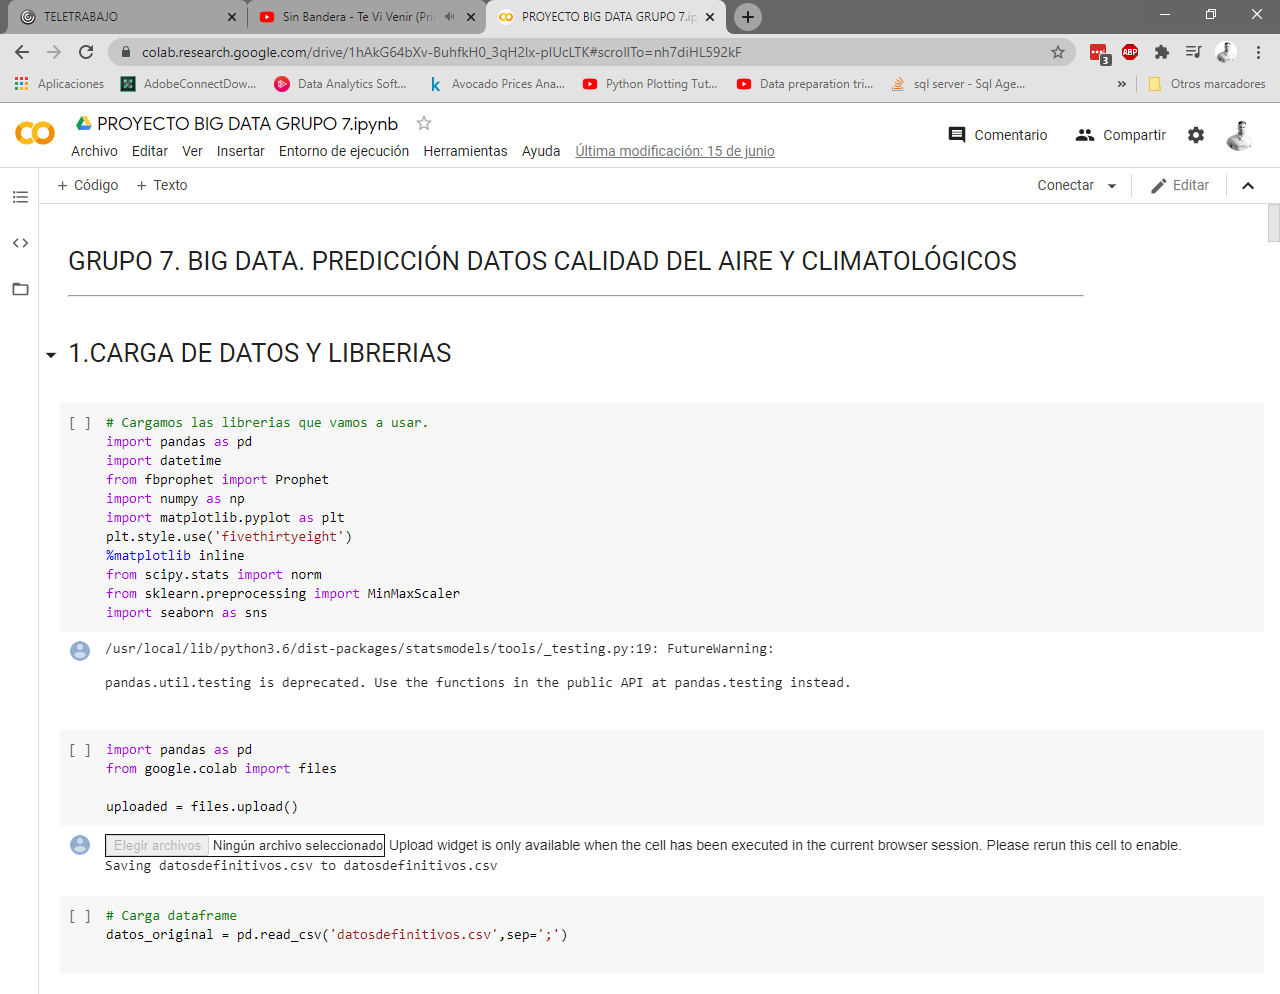 TELETRABAJO
Sin Bandera - Te Vi Venir (Pri
PROYECTO BIG DATA GRUPO 7.ip
colab.research.google.com/drive/1hAkG64bXv-BuhfkH0_3qH2Ix-pIUcLTK#scrollTo=nh7diHL592kF
3
ABP
Aplicaciones
AdobeConnectDow...
Data Analytics Soft...
Avocado Prices Ana...
Python Plotting Tut...
Data preparation tri...
sql server - Sql Age...
»
Otros marcadores
PROYECTO BIG DATA GRUPO 7.ipynb
Comentario
Compartir
Archivo Editar Ver Insertar Entorno de ejecución Herramientas Ayuda Última modificación: 15 de junio
+ Código + Texto
Conectar
Editar
GRUPO 7. BIG DATA. PREDICCIÓN DATOS CALIDAD DEL AIRE Y CLIMATOLÓGICOS
1.CARGA DE DATOS Y LIBRERIAS
[ ] # Cargamos las librerias que vamos a usar.
import pandas as pd
import datetime
from fbprophet import Prophet
import numpy as np
import matplotlib.pyplot as plt
plt.style.use('fivethirtyeight')
%matplotlib inline
from scipy.stats import norm
from sklearn.preprocessing import MinMaxScaler
import seaborn as sns
/usr/local/lib/python3.6/dist-packages/statsmodels/tools/_testing.py:19: FutureWarning:
pandas.util.testing is deprecated. Use the functions in the public API at pandas.testing instead.
[ ] import pandas as pd
from google.colab import files
uploaded = files.upload()
Elegir archivos Ningún archivo seleccionado Upload widget is only available when the cell has been executed in the current browser session. Please rerun this cell to enable.
Saving datosdefinitivos.csv to datosdefinitivos.csv
[ ] # Carga dataframe
datos_original = pd.read_csv('datosdefinitivos.csv',sep=';')